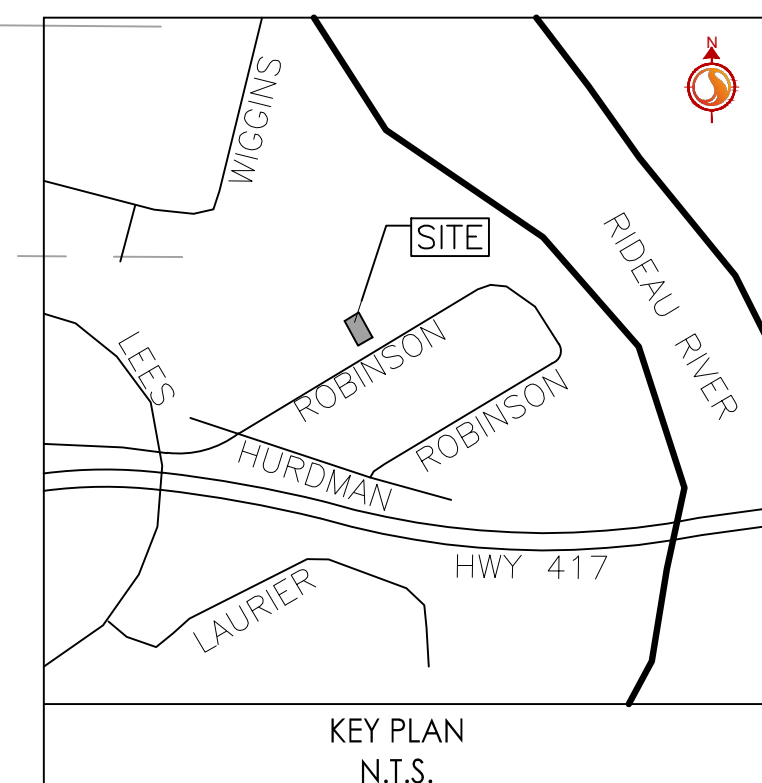 N
WIGGINS
SITE
RIDEAU RIVER
LEES
ROBINSON
ROBINSON
HURDMAN
HWY 417
LAURIER
KEY PLAN
N.T.S.